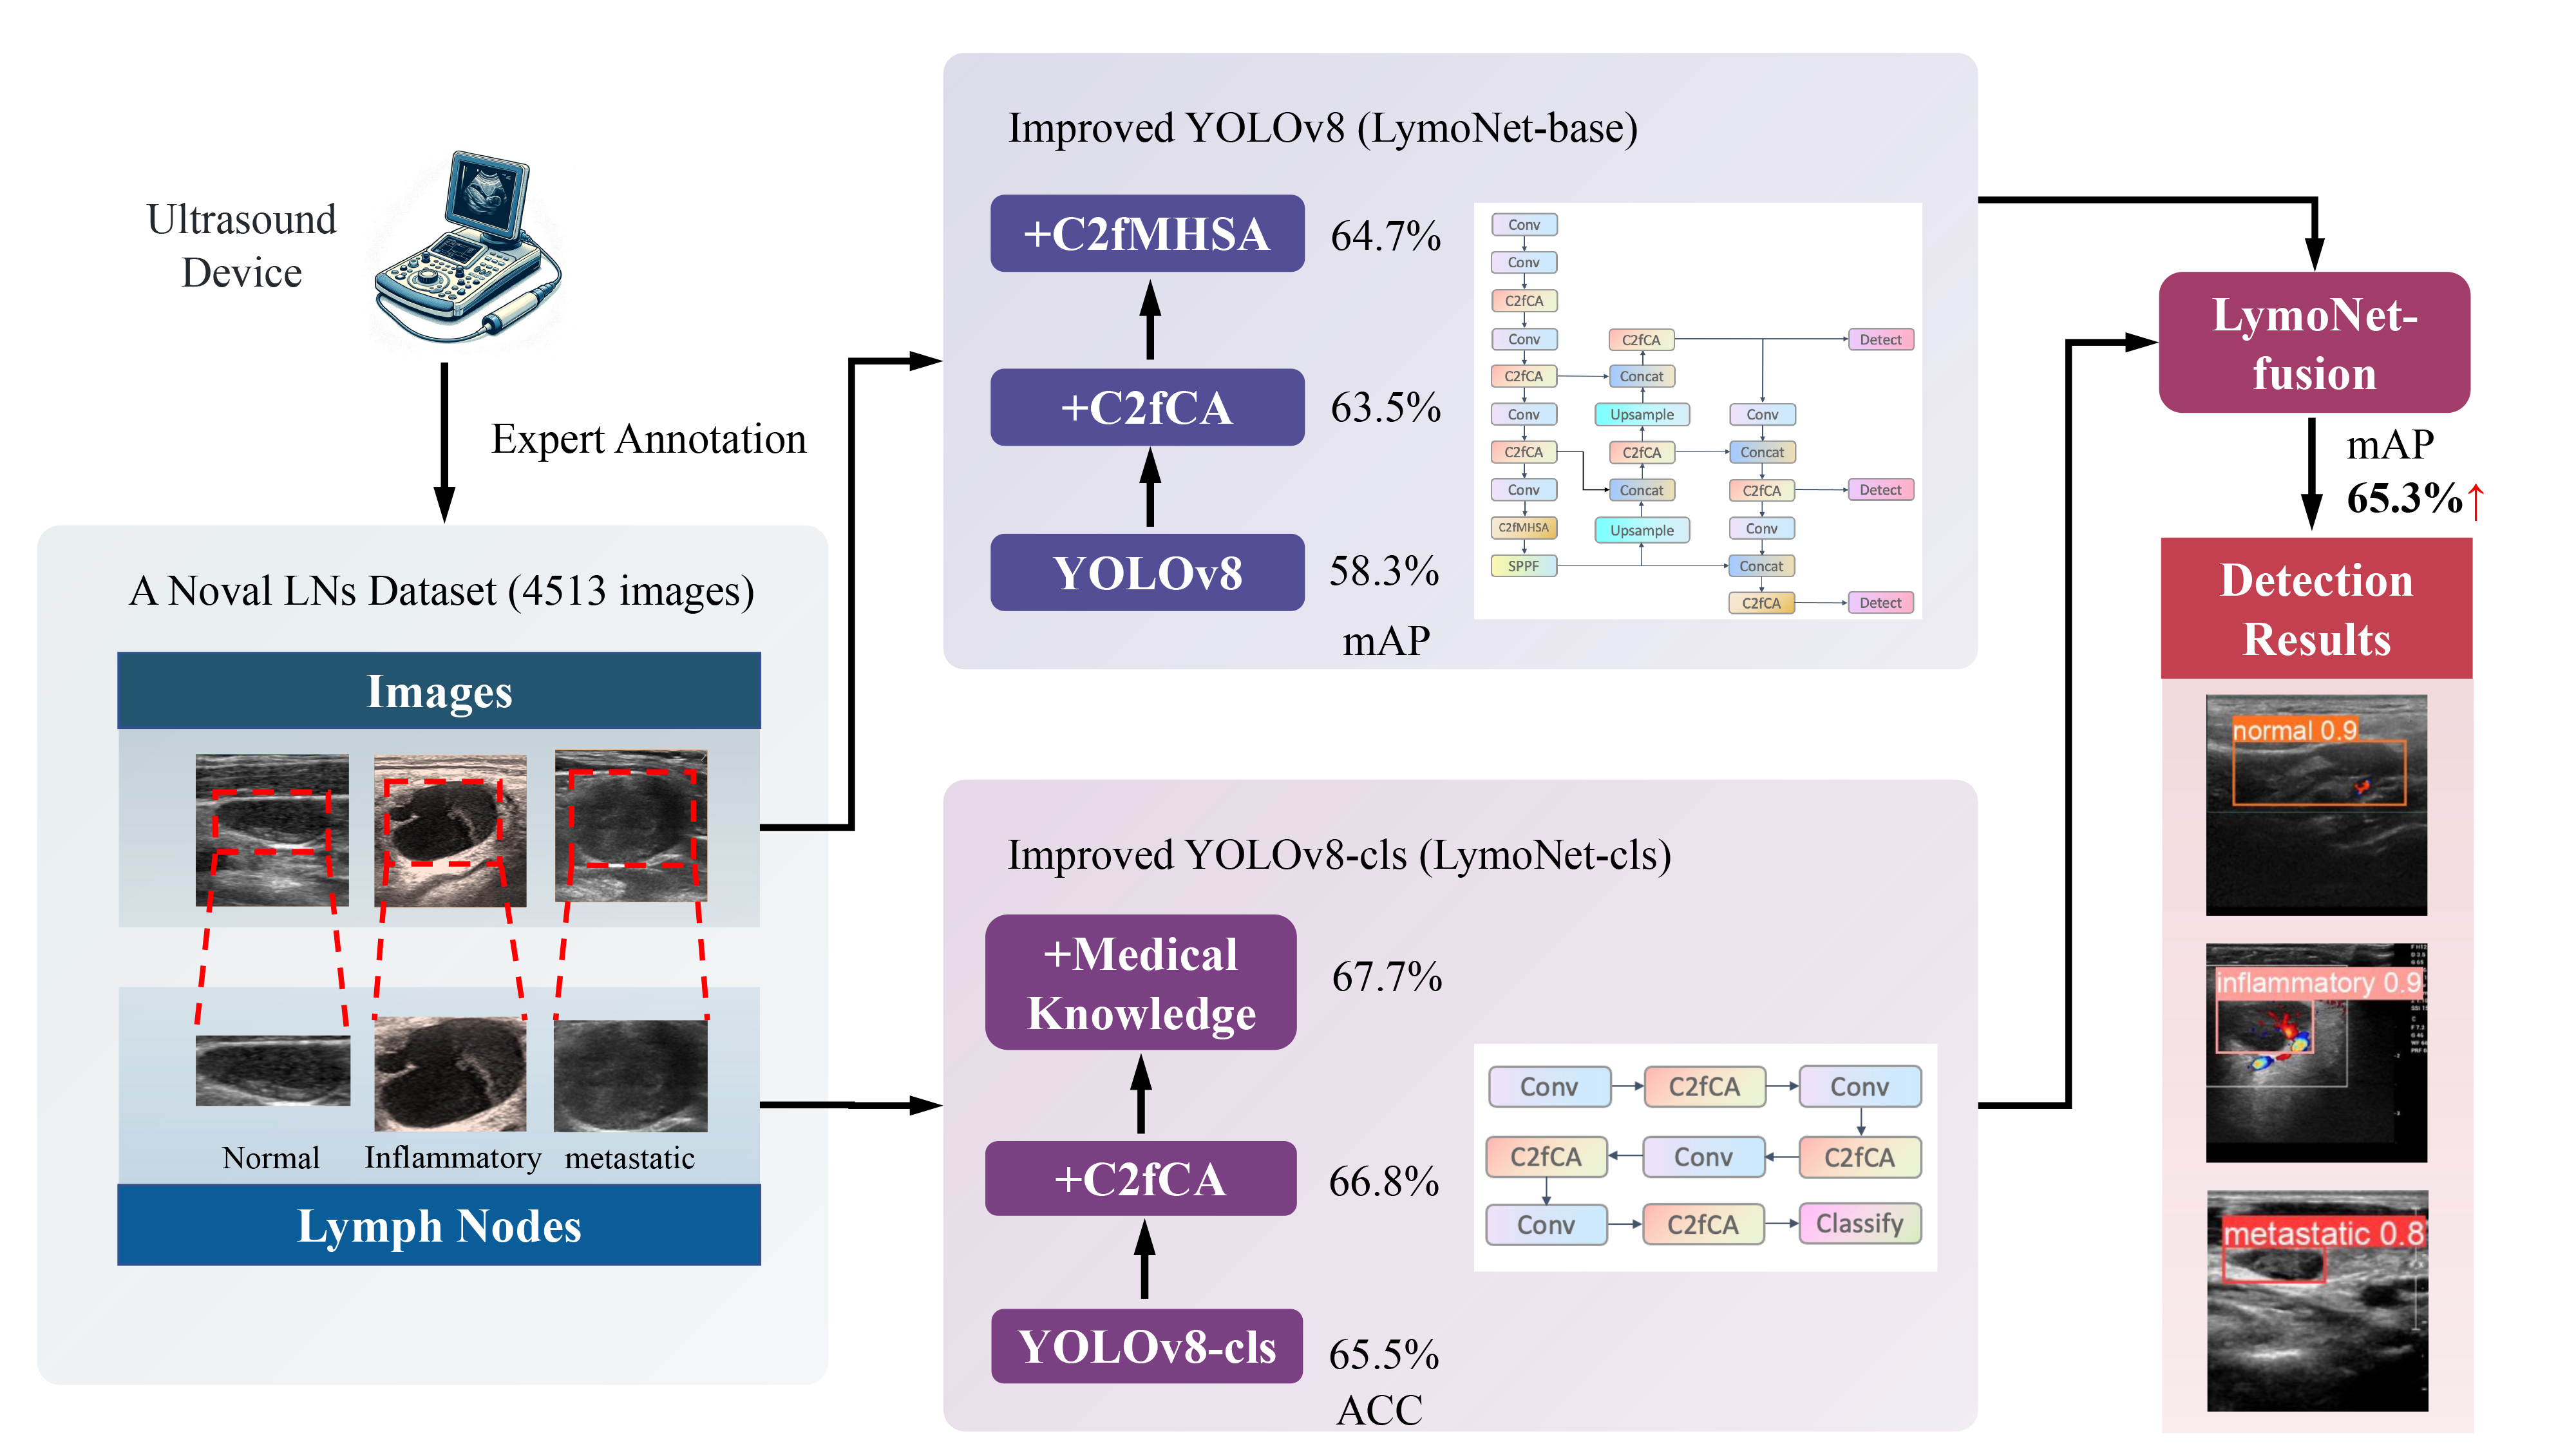 Ultrasound
Device
Expert Annotation
A Noval LNs Dataset (4513 images)
Images
Normal
Inflammatory
metastatic
Lymph Nodes
Improved YOLOv8 (LymoNet-base)
+C2fMHSA
64.7%
+C2fCA
63.5%
YOLOv8
58.3%
mAP
Conv
Conv
C2fCA
Conv
C2fCA
Conv
C2fCA
Conv
C2fMHSA
SPPF
C2fCA
Concat
Upsample
C2fCA
Concat
Upsample
Conv
Concat
C2fCA
Conv
Concat
C2fCA
Detect
Detect
Detect
Improved YOLOv8-cls (LymoNet-cls)
+Medical
Knowledge
67.7%
+C2fCA
66.8%
YOLOv8-cls
65.5%
ACC
Conv
C2fCA
Conv
C2fCA
Conv
C2fCA
Conv
C2fCA
Classify
LymoNet-
fusion
mAP
65.3%↑
Detection
Results
normal 0.9
inflammatory 0.9
metastatic 0.8